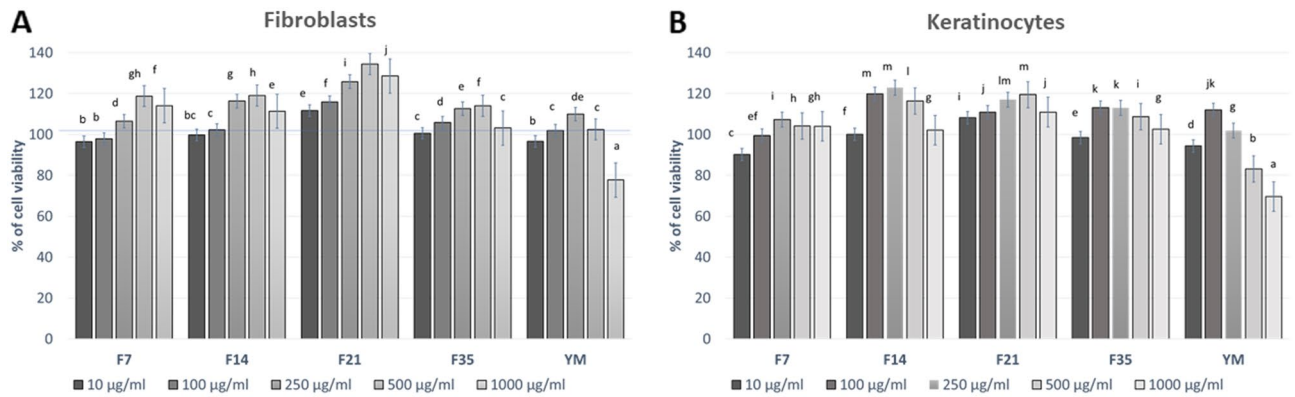 A
Fibroblasts
% of cell viability
140
120
100
80
60
40
20
0
b b d gh f
bc c g h e
e f i j
c d e f c
b c de c a
F7 F14 F21 F35 YM
10 µg/ml 100 µg/ml 250 µg/ml 500 µg/ml 1000 µg/ml
B
Keratinocytes
% of cell viability
140
120
100
80
60
40
20
0
c ef i h gh
f m m l g
i j lm m j
e k k i g
d jk g b a
F7 F14 F21 F35 YM
10 µg/ml 100 µg/ml 250 µg/ml 500 µg/ml 1000 µg/ml